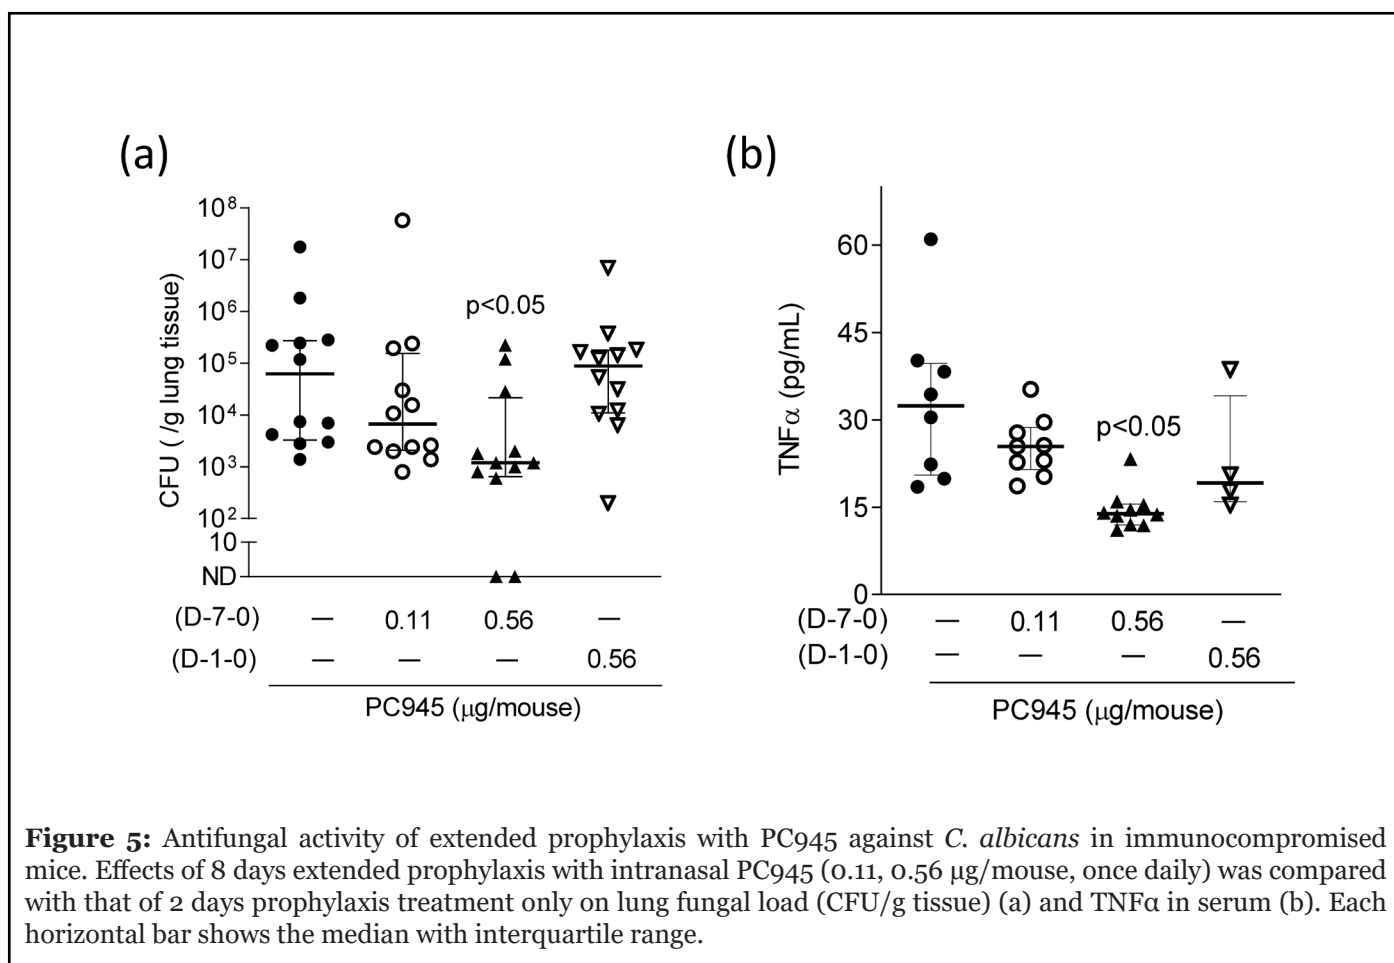 (a)
CFU ( /g lung tissue)
10⁸
10⁷
10⁶
10⁵
10⁴
10³
10²
10
ND
p<0.05
(D-7-0) — 0.11 0.56 —
(D-1-0) — — — 0.56
PC945 (μg/mouse)
(b)
TNFα (pg/mL)
60
45
30
15
0
p<0.05
(D-7-0) — 0.11 0.56 —
(D-1-0) — — — 0.56
PC945 (μg/mouse)
Figure 5: Antifungal activity of extended prophylaxis with PC945 against C. albicans in immunocompromised
mice. Effects of 8 days extended prophylaxis with intranasal PC945 (0.11, 0.56 μg/mouse, once daily) was compared
with that of 2 days prophylaxis treatment only on lung fungal load (CFU/g tissue) (a) and TNFα in serum (b). Each
horizontal bar shows the median with interquartile range.